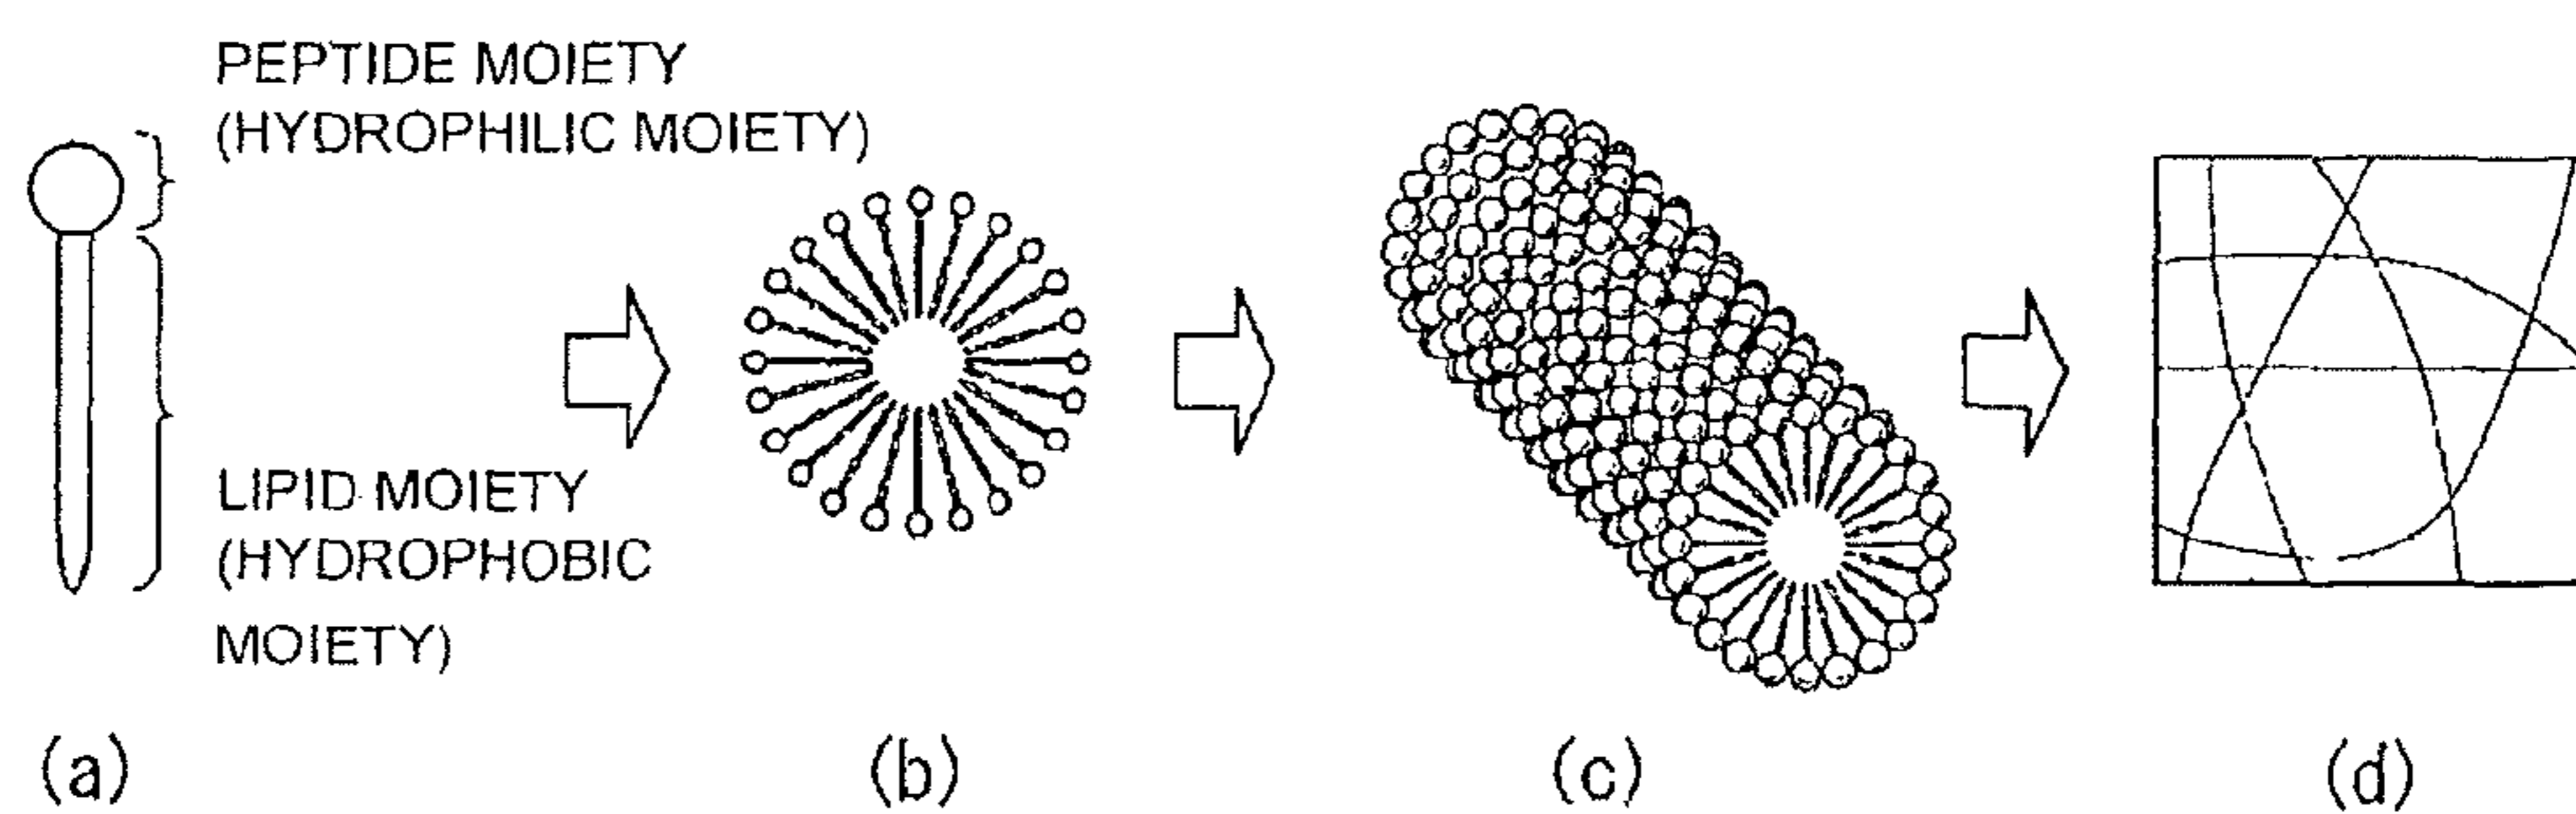 PEPTIDE MOIETY
(HYDROPHILIC MOIETY)
LIPID MOIETY
(HYDROPHOBIC
MOIETY)
(a)
(b)
(c)
(d)